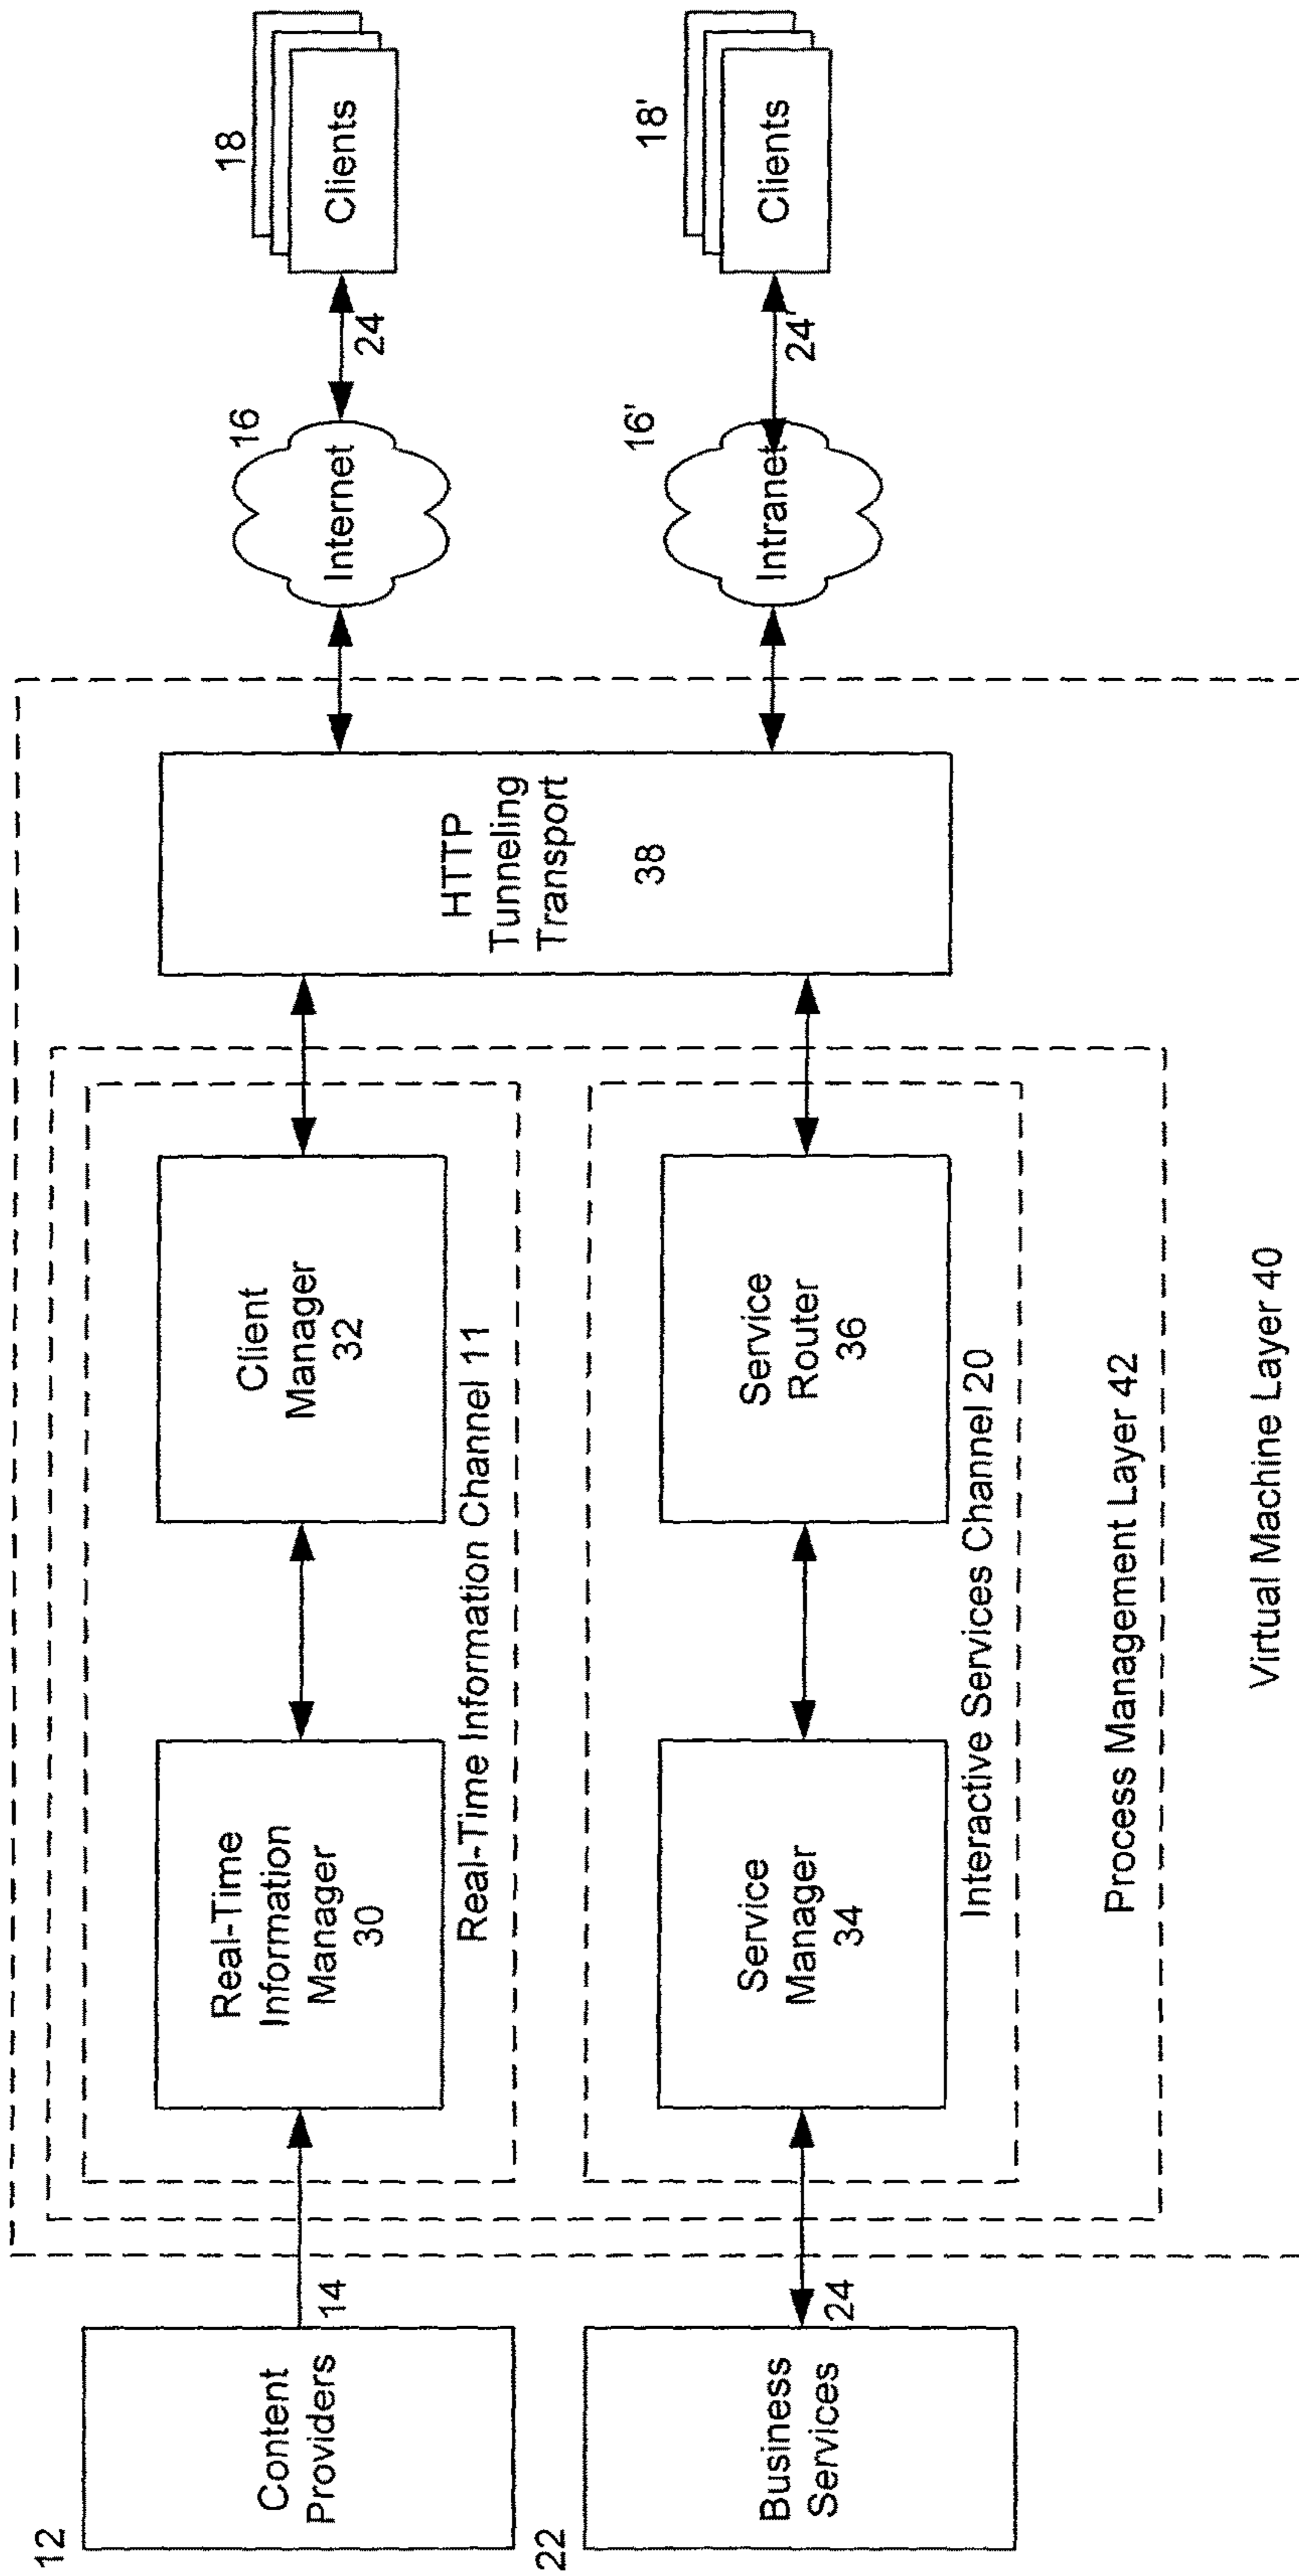 12
Content
Providers
14
Real-Time
Information
Manager
30
Client
Manager
32
Real-Time Information Channel 11
HTTP
Tunneling
Transport
38
16
Internet
24
18
Clients
22
Business
Services
24
Service
Manager
34
Service
Router
36
Interactive Services Channel 20
16'
Intranet
24'
18'
Clients
Process Management Layer 42
Virtual Machine Layer 40